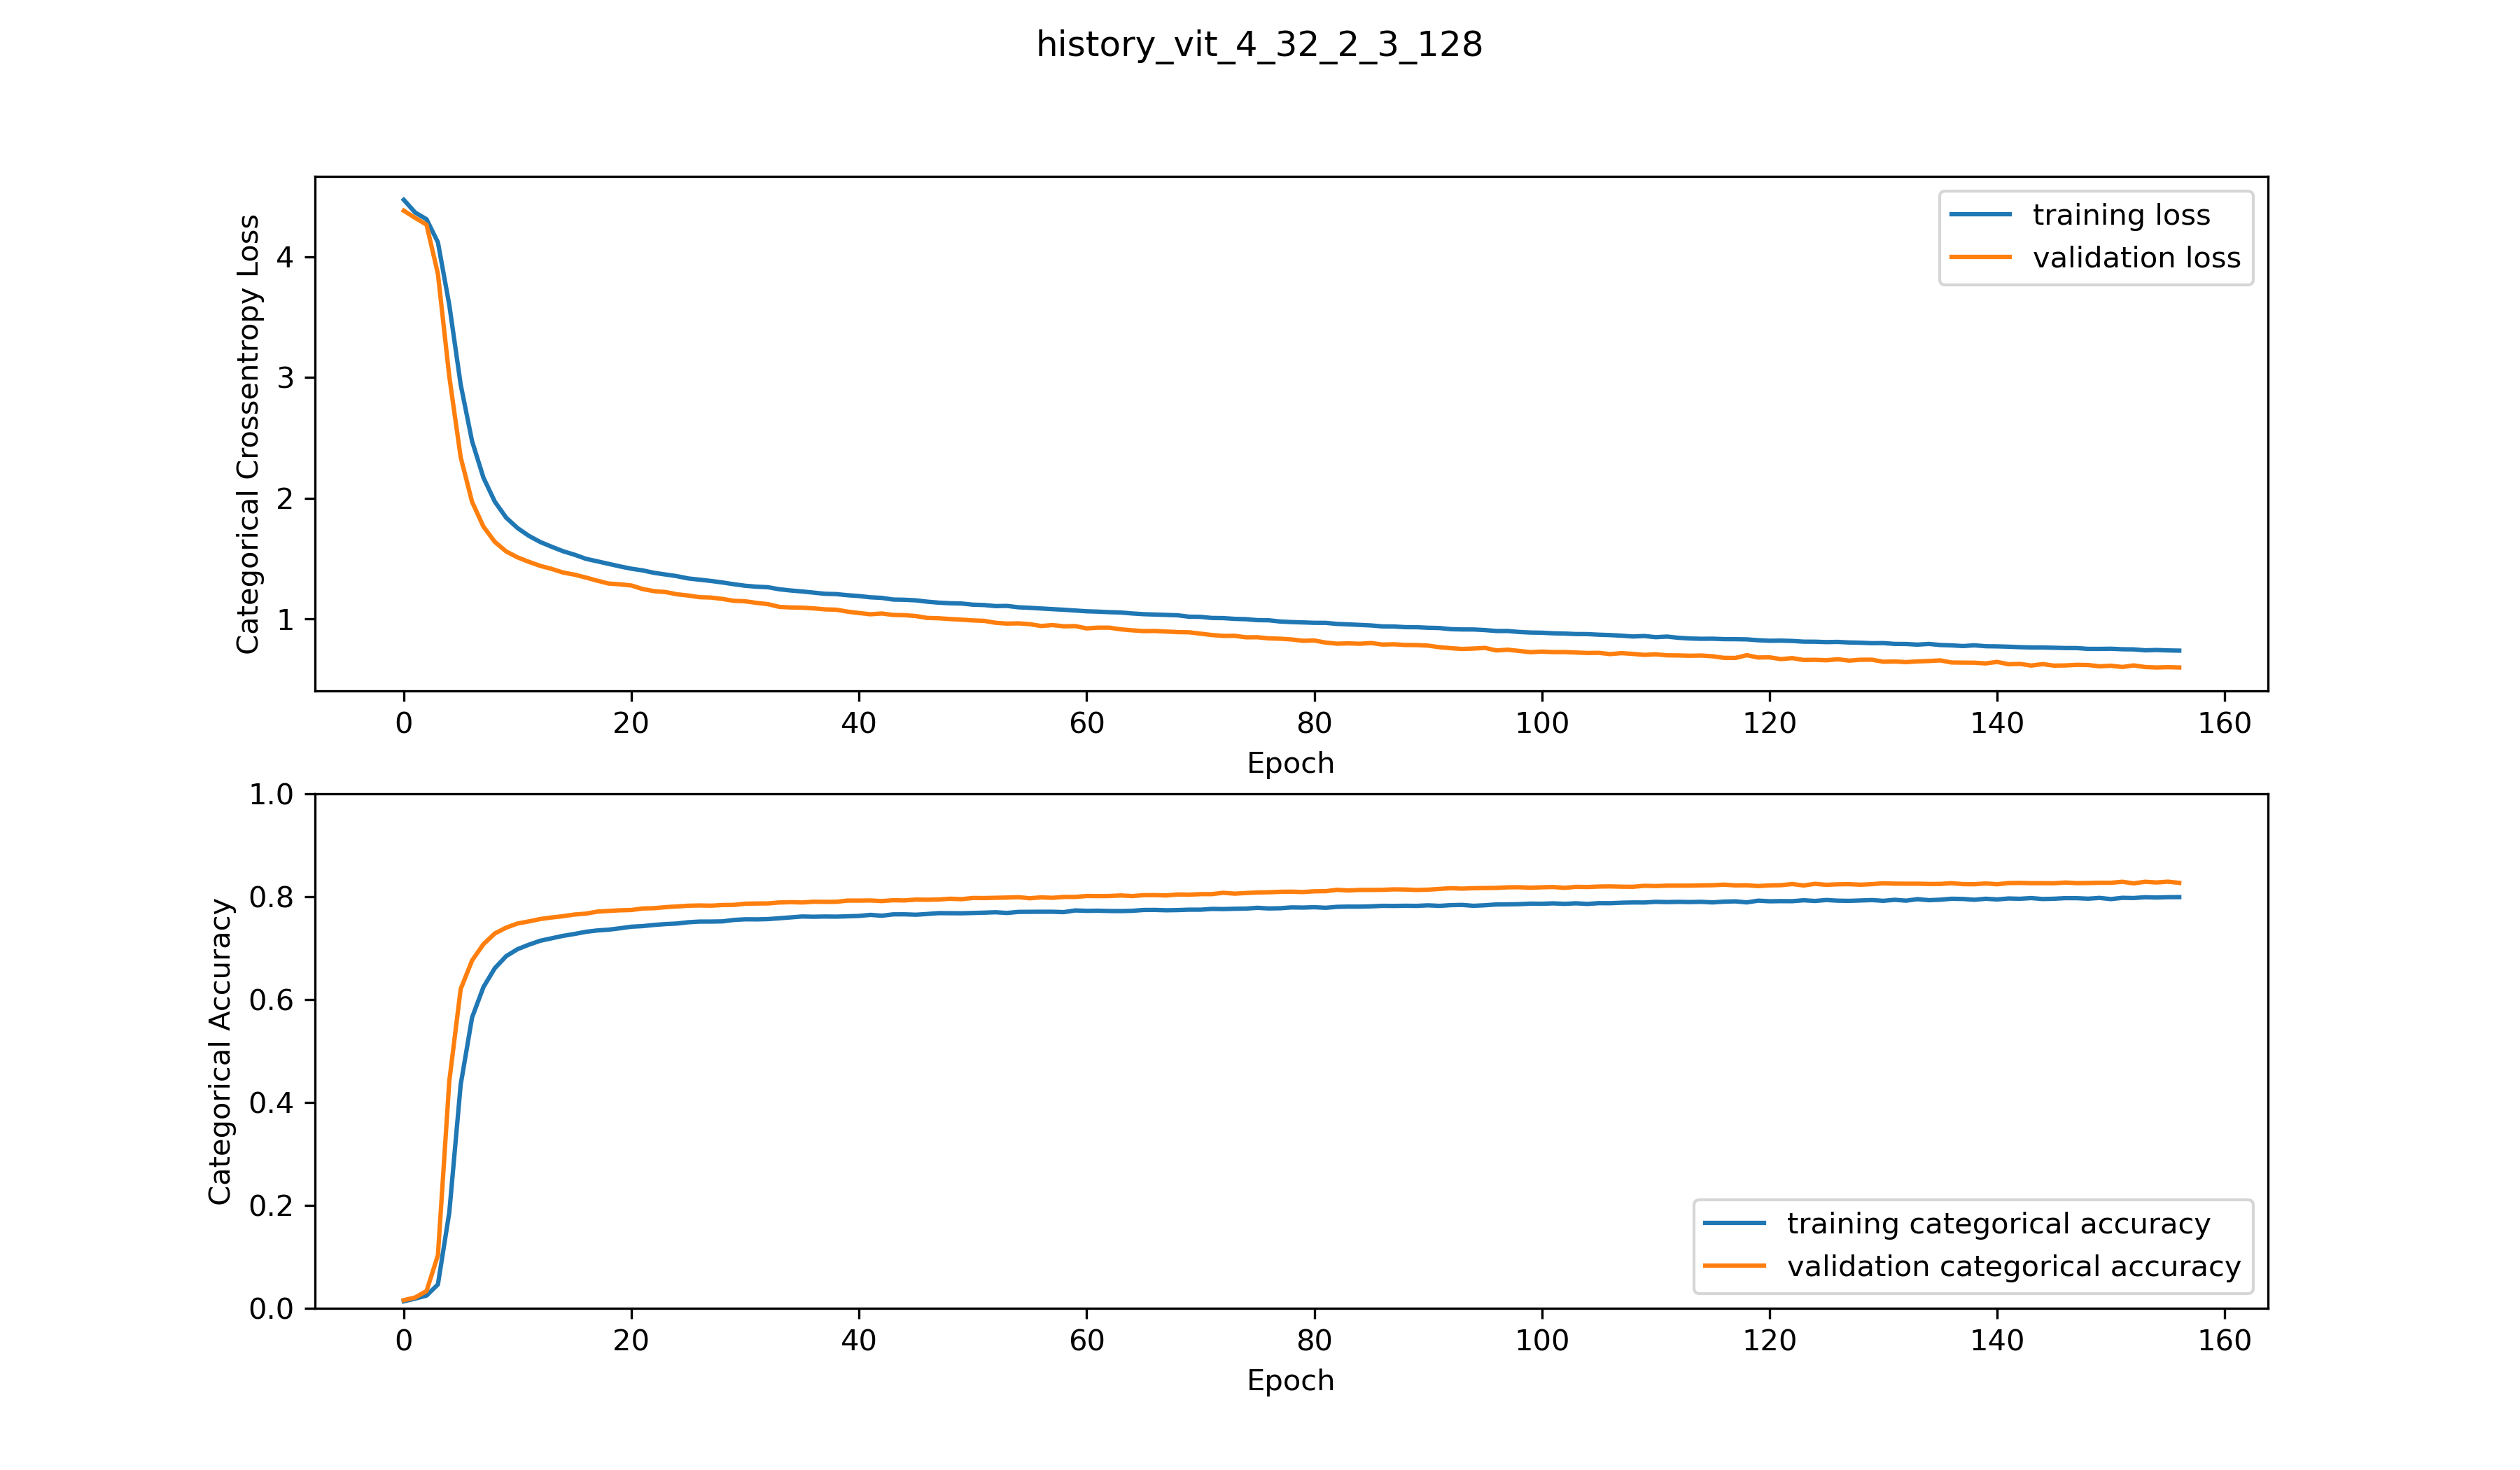 history_vit_4_32_2_3_128
training loss
validation loss
Categorical Crossentropy Loss
4
3
2
1
0 20 40 60 80 100 120 140 160
Epoch
1.0
0.8
0.6
0.4
0.2
0.0
Categorical Accuracy
training categorical accuracy
validation categorical accuracy
0 20 40 60 80 100 120 140 160
Epoch